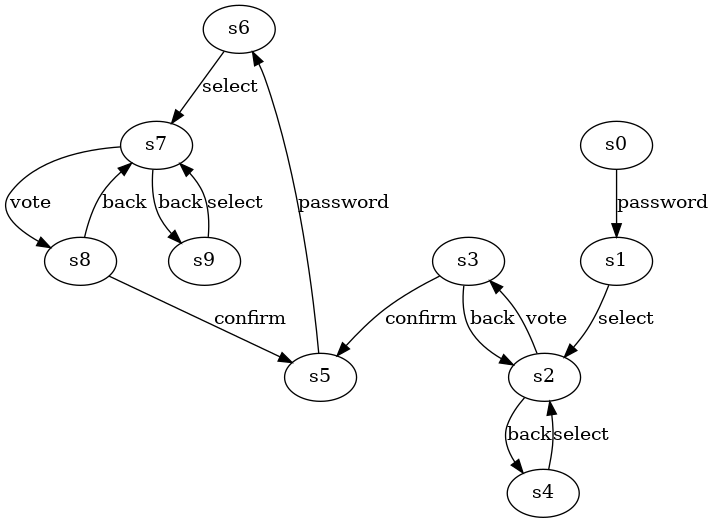 s6
select
s7
s0
vote
back
back
select
password
password
s8
s9
s3
s1
confirm
confirm
back
vote
select
s5
s2
back
select
s4